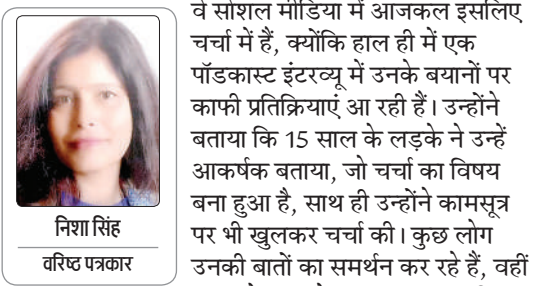 वे सोशल मीडिया में आजकल इसलिए
चर्चा में हैं, क्योंकि हाल ही में एक
पॉडकास्ट इंटरव्यू में उनके बयानों पर
काफी प्रतिक्रियाएं आ रही हैं। उन्होंने
बताया कि 15 साल के लड़के ने उन्हें
आकर्षक बताया, जो चर्चा का विषय
बना हुआ है, साथ ही उन्होंने कामसूत्र
पर भी खुलकर चर्चा की। कुछ लोग
उनकी बातों का समर्थन कर रहे हैं, वहीं
निशा सिंह
वरिष्ठ पत्रकार